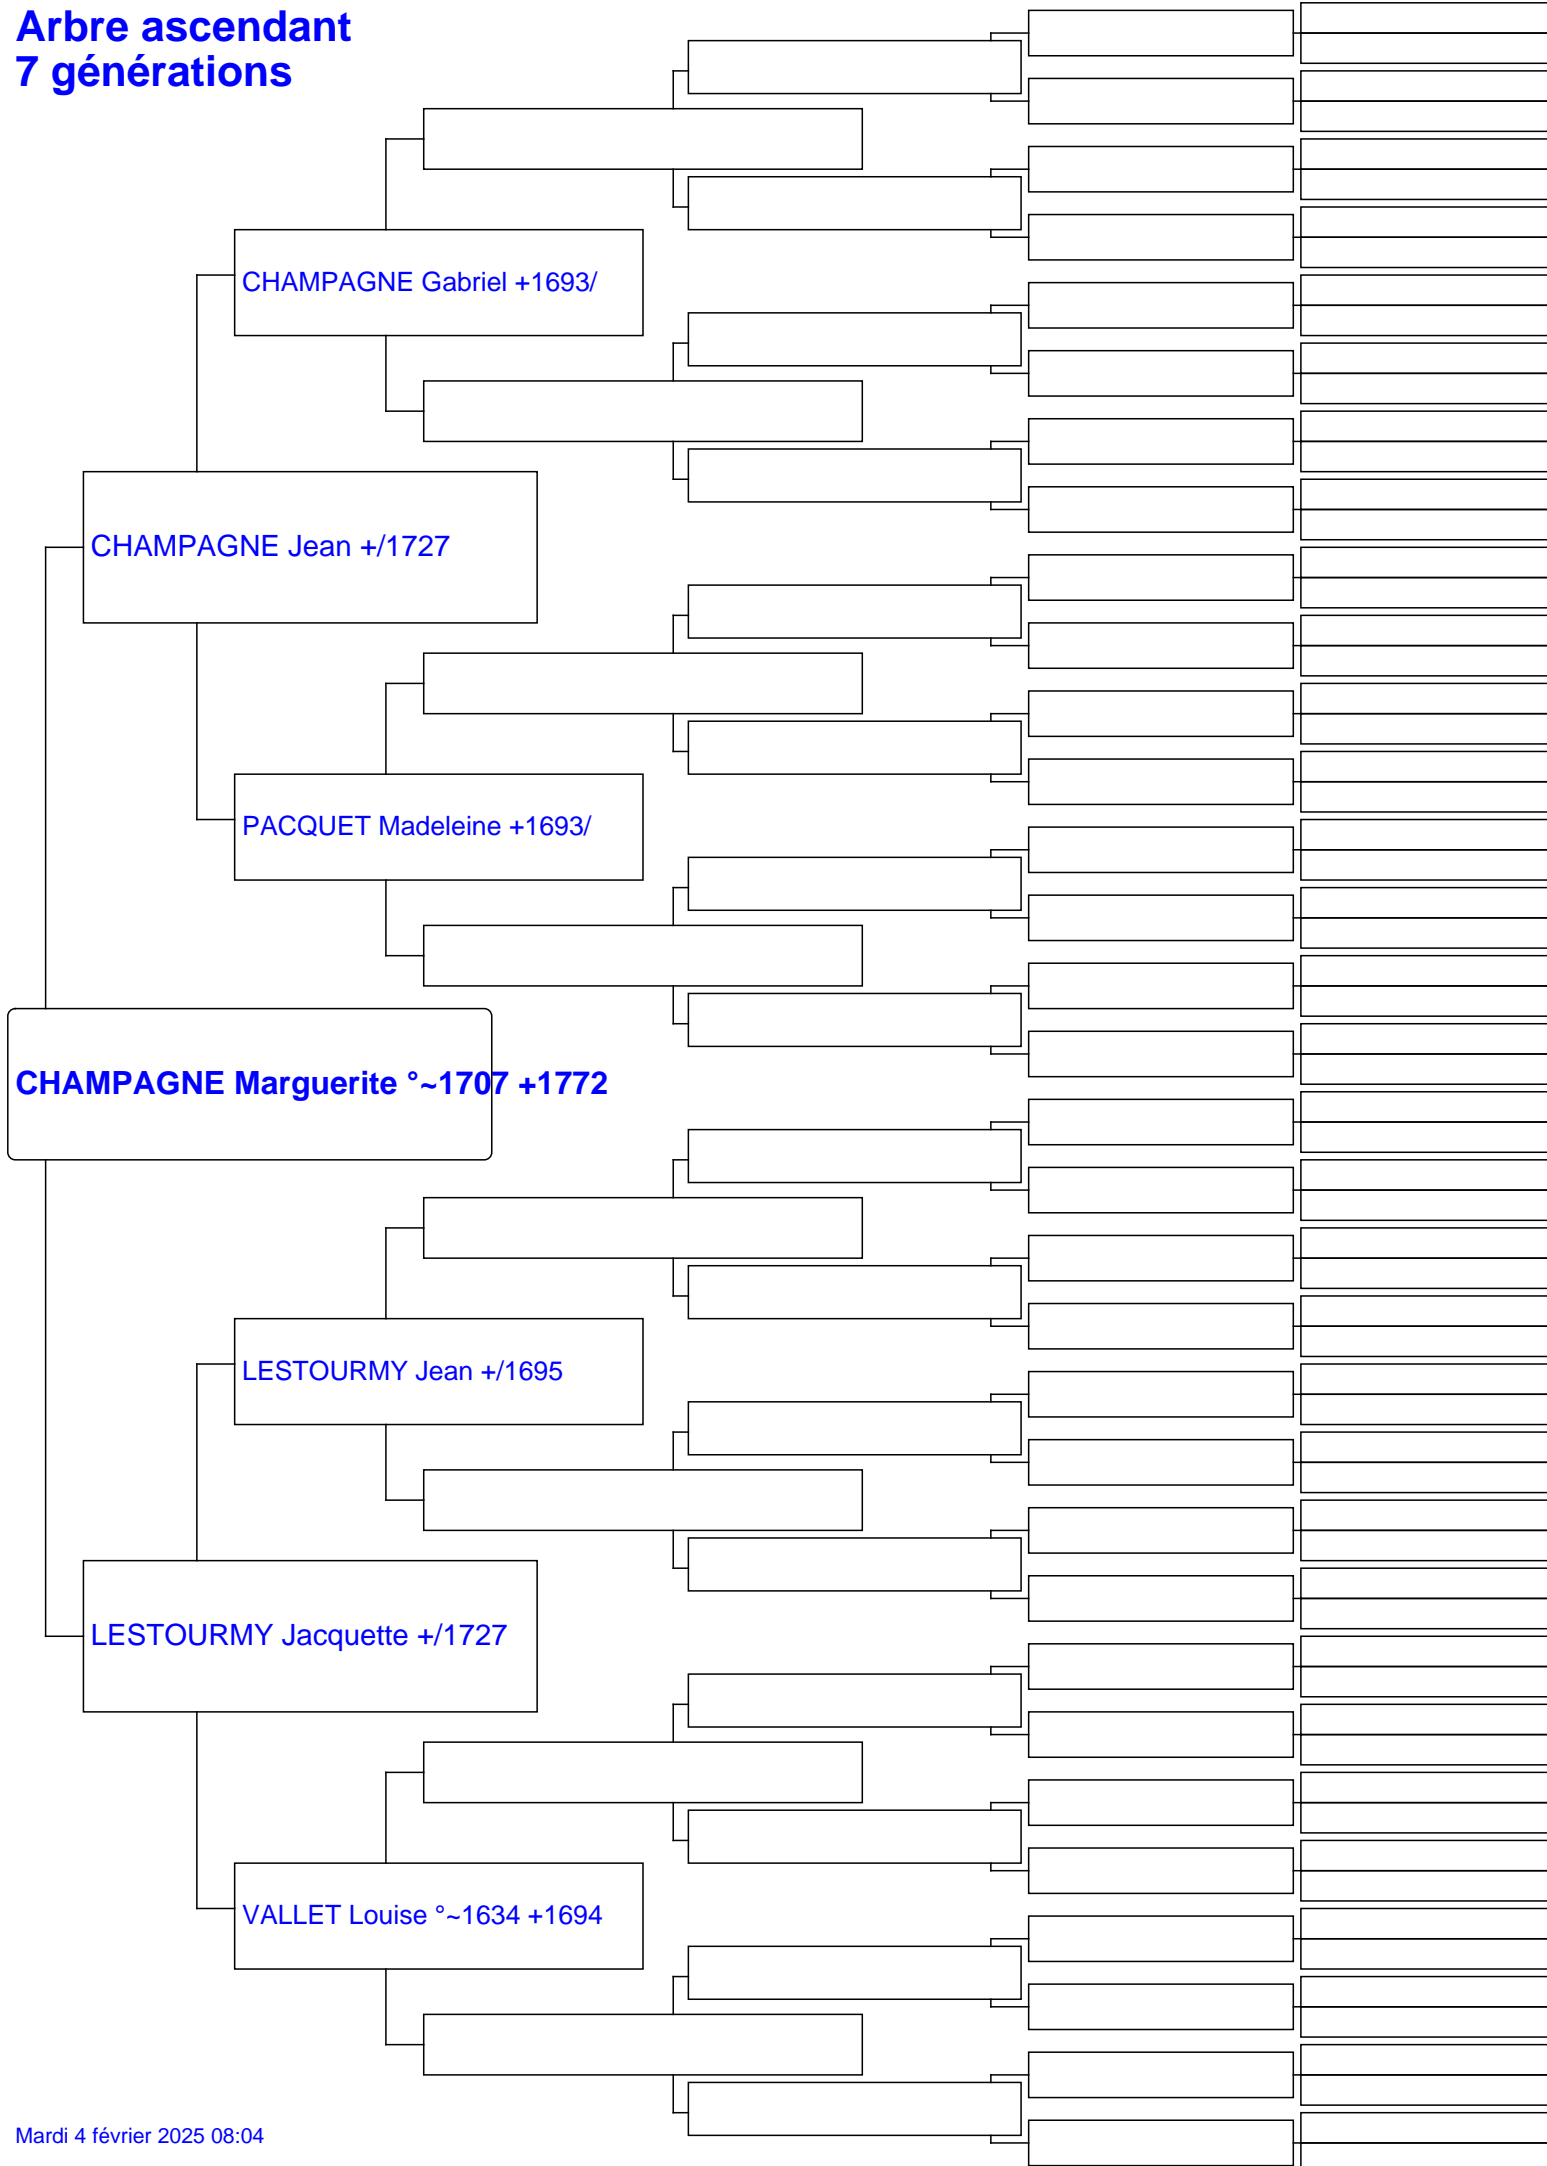 Arbre ascendant
7 générations
CHAMPAGNE Gabriel +1693/
CHAMPAGNE Jean +/1727
PACQUET Madeleine +1693/
CHAMPAGNE Marguerite °~1707 +1772
LESTOURMY Jean +/1695
LESTOURMY Jacquette +/1727
VALLET Louise °~1634 +1694
Mardi 4 février 2025 08:04